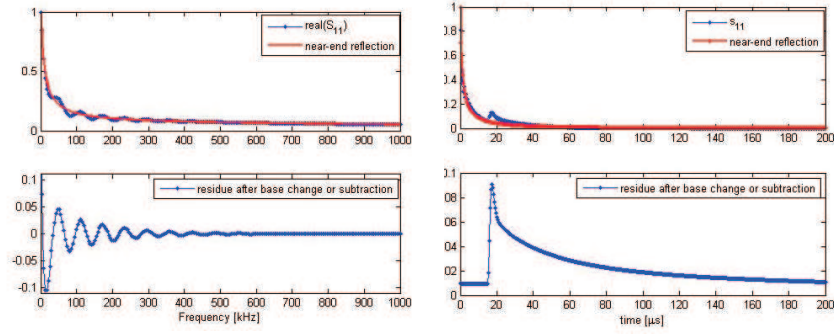 1
0.5
0
real(S11)
near-end reflection
0 100 200 300 400 500 600 700 800 900 1000
1
0.8
0.6
0.4
0.2
0
s11
near-end reflection
0 20 40 60 80 100 120 140 160 180 200
0.1
0.05
0
-0.05
-0.1
residue after base change or subtraction
0 100 200 300 400 500 600 700 800 900 1000
Frequency [kHz]
0.1
08
06
04
02
0
residue after base change or subtraction
0 20 40 60 80 100 120 140 160 180 200
time [µs]